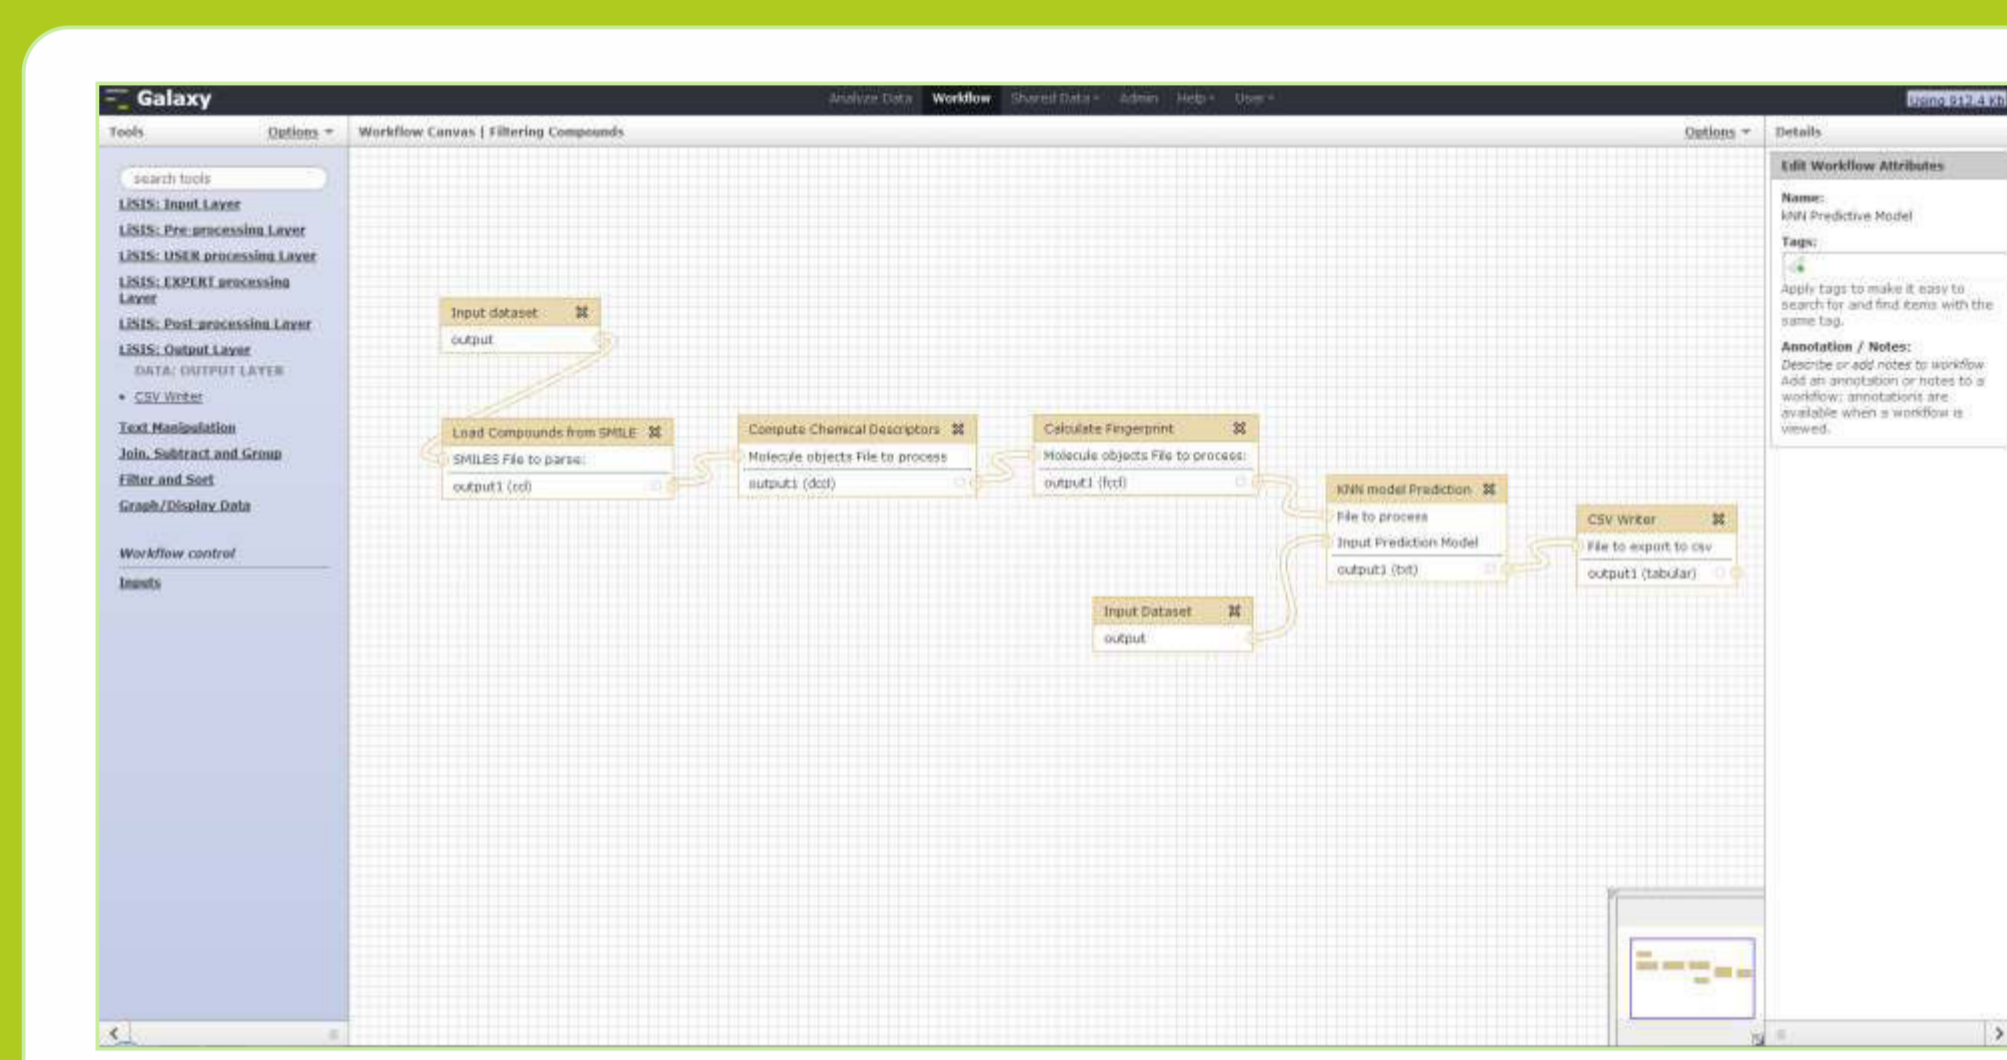 Galaxy
Analyze Data Workflow Shared Data Admin Help User
Using 912.4 Kb
Tools Options
Workflow Canvas | Filtering Compounds Options
Details
search tools
LiSIS: Input Layer
LiSIS: Pre-processing Layer
LiSIS: USER processing Layer
LiSIS: EXPERT processing
Layer
LiSIS: Post-processing Layer
LiSIS: Output Layer
DATA: OUTPUT LAYER
CSV Writer
Text Manipulation
Join, Subtract and Group
Filter and Sort
Graph/Display Data
Workflow control
Inputs
Input dataset
output
Load Compounds from SMILE
SMILES File to parse:
output1 (ccl)
Compute Chemical Descriptors
Molecule objects File to process
output1 (dccl)
Calculate Fingerprint
Molecule objects File to process:
output1 (fccl)
KNN model Prediction
File to process
Input Prediction Model
output1 (txt)
CSV Writer
File to export to csv
output1 (tabular)
Input Dataset
output
Edit Workflow Attributes
Name:
kNN Predictive Model
Tags:
Apply tags to make it easy to
search for and find items with the
same tag.
Annotation / Notes:
Describe or add notes to workflow
Add an annotation or notes to a
workflow; annotations are
available when a workflow is
viewed.